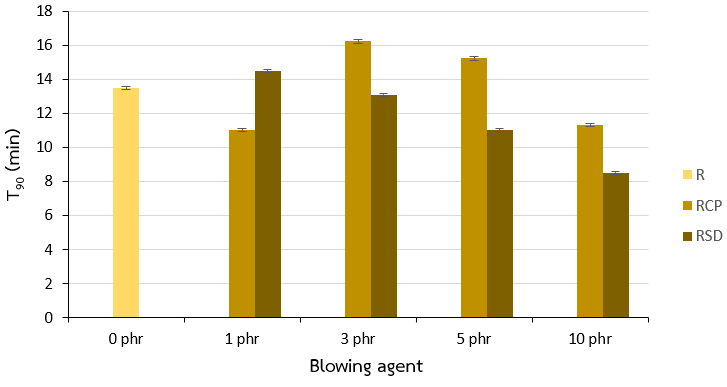 18
16
14
12
10
8
6
4
2
0
T90 (min)
0 phr
1 phr
3 phr
5 phr
10 phr
Blowing agent
R
RCP
RSD